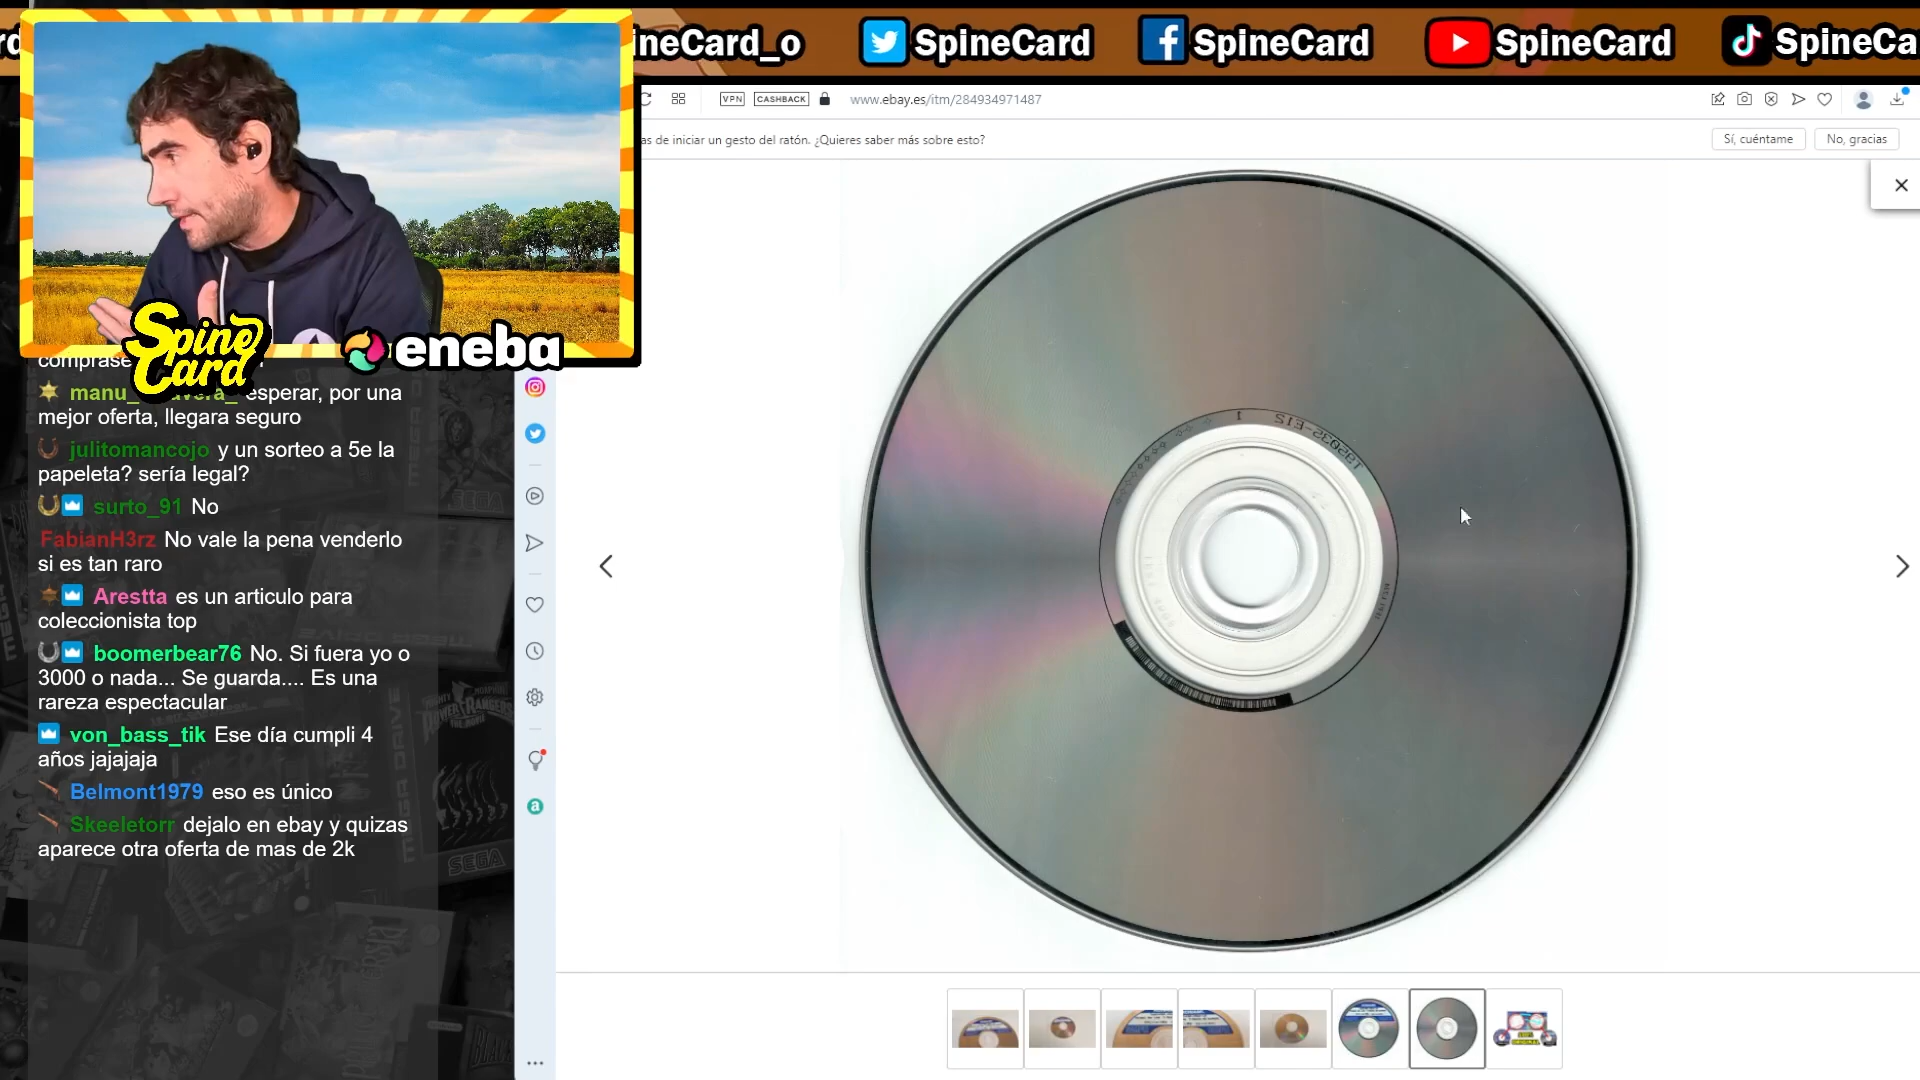 ineCard_o SpineCard SpineCard SpineCard SpineCa
VPN CASHBACK www.ebay.es/itm/284934971487
as de iniciar un gesto del ratón. ¿Quieres saber más sobre esto? Sí, cuéntame No, gracias
Spine
Card
eneba
comprase
manu_ esperar, por una
mejor oferta, llegara seguro
julitomancojo y un sorteo a 5e la
papeleta? sería legal?
surto_91 No
FabianH3rz No vale la pena venderlo
si es tan raro
Arestta es un articulo para
coleccionista top
boomerbear76 No. Si fuera yo o
3000 o nada... Se guarda.... Es una
rareza espectacular
von_bass_tik Ese día cumpli 4
años jajajaja
Belmont1979 eso es único
Skeeletorr dejalo en ebay y quizas
aparece otra oferta de mas de 2k